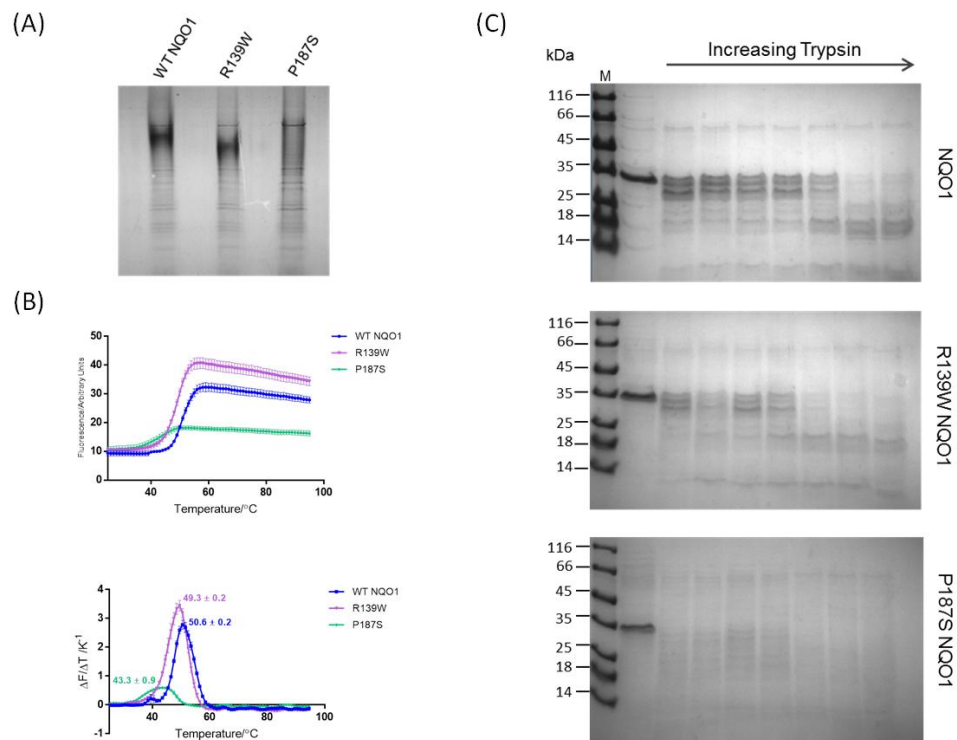 (A)
WT NQO1
R139W
P187S
(B)
50
40
30
20
10
0
40
60
80
100
Fluorescence/Arbitrary Units
Temperature/°C
WT NQO1
R139W
P187S
4
3
2
1
0
-1
40
60
80
100
ΔF/ΔT /K-1
49.3 ± 0.2
50.6 ± 0.2
43.3 ± 0.9
Temperature/°C
WT NQO1
R139W
P187S
(C)
Increasing Trypsin
kDa
M
116
66
45
35
25
18
14
NQO1
116
66
45
35
25
18
14
R139W NQO1
116
66
45
35
25
18
14
P187S NQO1